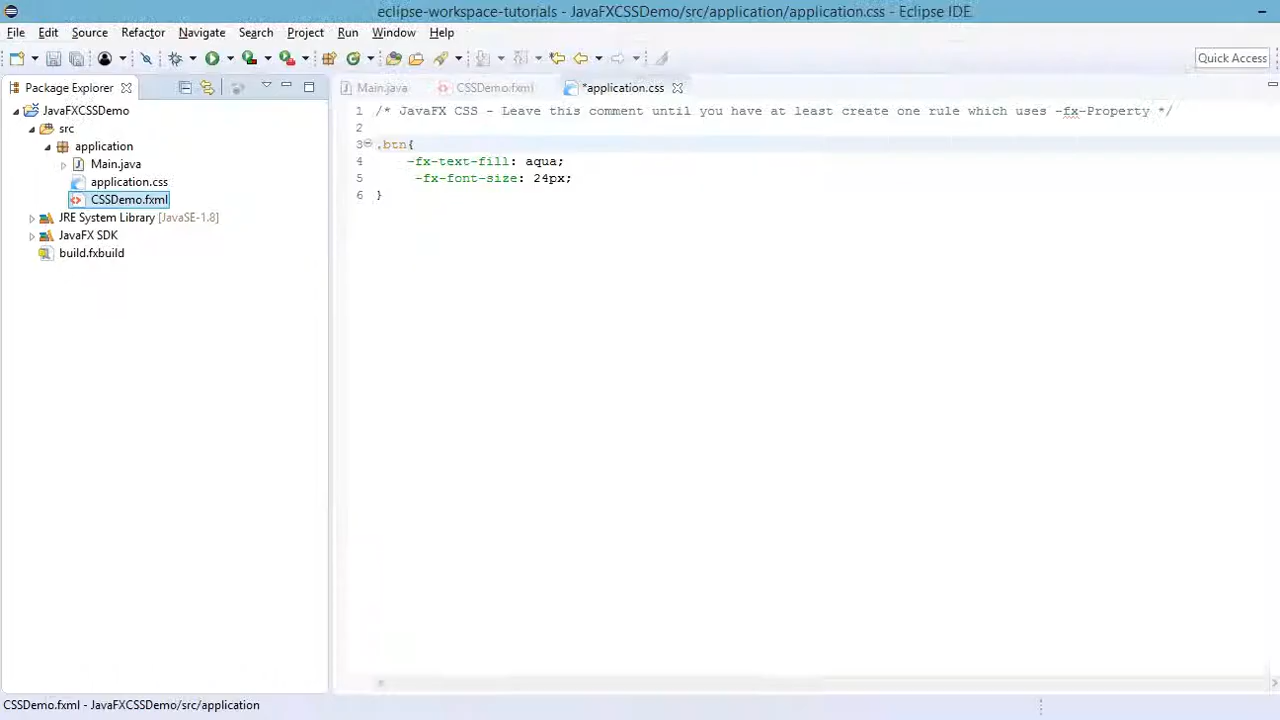 eclipse-workspace-tutorials - JavaFXCSSDemo/src/application/application.css - Eclipse IDE
File Edit Source Refactor Navigate Search Project Run Window Help
Quick Access
Package Explorer
Main.java CSSDemo.fxml *application.css
JavaFXCSSDemo
src
application
Main.java
application.css
CSSDemo.fxml
JRE System Library [JavaSE-1.8]
JavaFX SDK
build.fxbuild
1 /* JavaFX CSS - Leave this comment until you have at least create one rule which uses -fx-Property */
2
3 .btn{
4 -fx-text-fill: aqua;
5 -fx-font-size: 24px;
6 }
CSSDemo.fxml - JavaFXCSSDemo/src/application